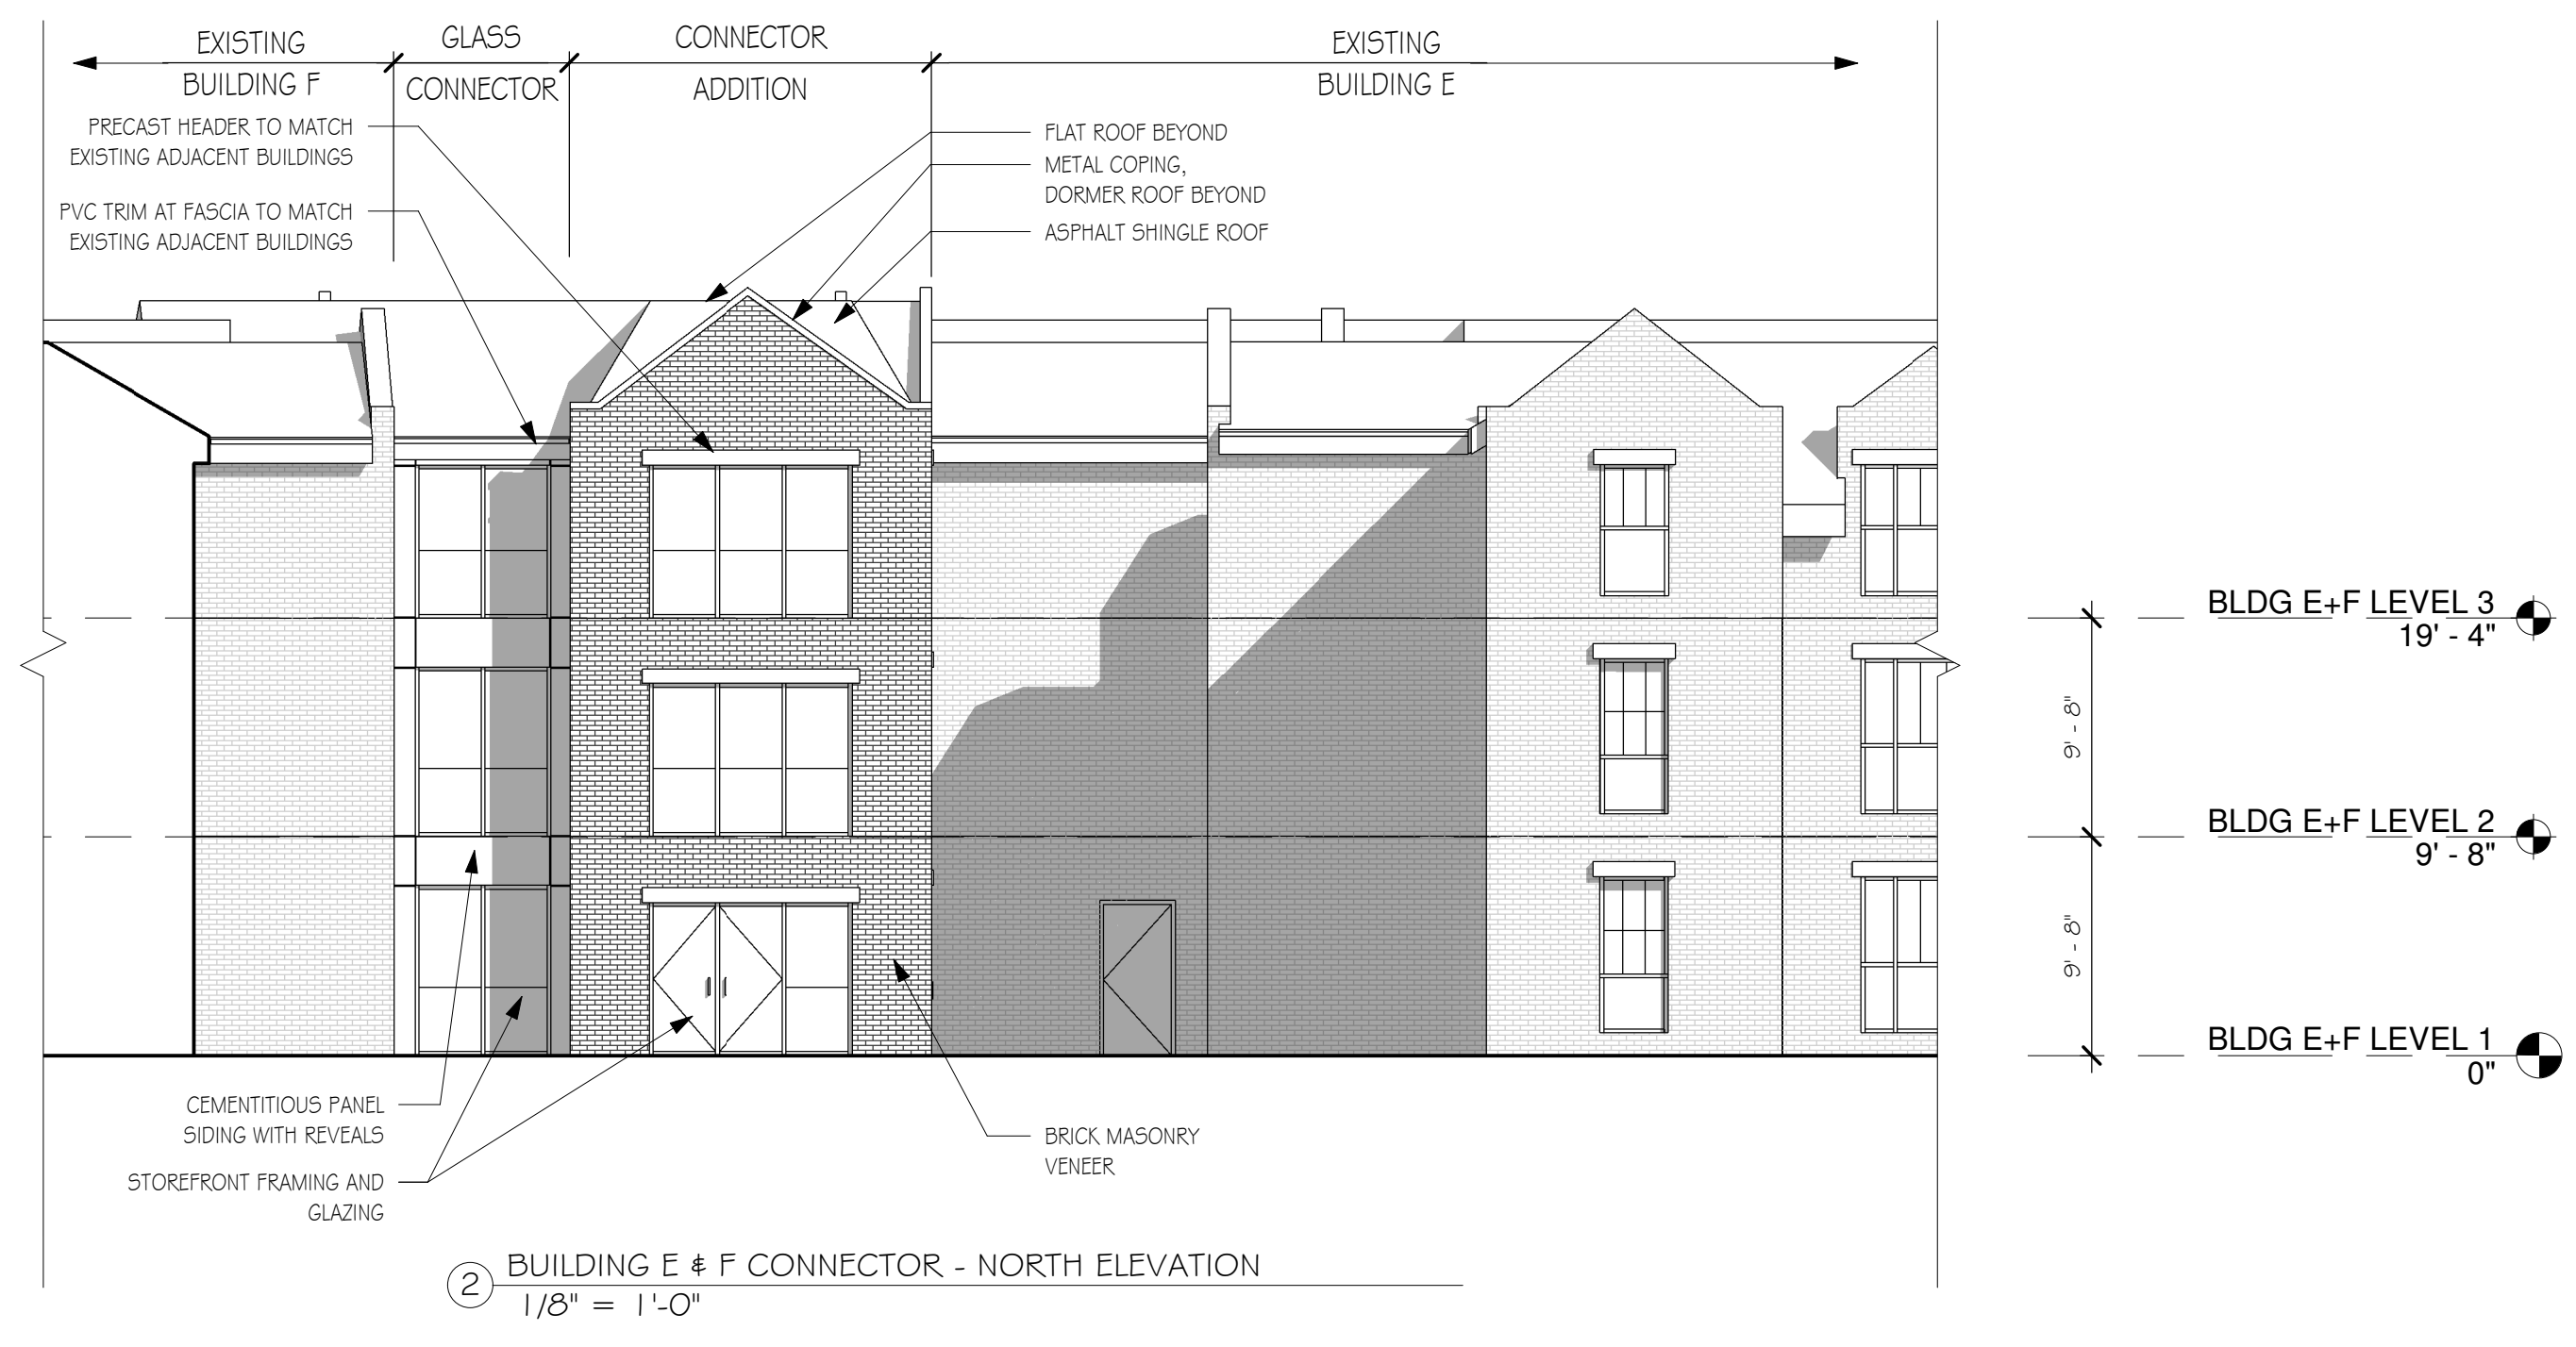 EXISTING
BUILDING F
GLASS
CONNECTOR
CONNECTOR
ADDITION
EXISTING
BUILDING E
PRECAST HEADER TO MATCH
EXISTING ADJACENT BUILDINGS
PVC TRIM AT FASCIA TO MATCH
EXISTING ADJACENT BUILDINGS
FLAT ROOF BEYOND
METAL COPING,
DORMER ROOF BEYOND
ASPHALT SHINGLE ROOF
BLDG E+F LEVEL 3
19' - 4"
9' - 8"
BLDG E+F LEVEL 2
9' - 8"
9' - 8"
BLDG E+F LEVEL 1
0"
CEMENTITIOUS PANEL
SIDING WITH REVEALS
STOREFRONT FRAMING AND
GLAZING
BRICK MASONRY
VENEER
2
BUILDING E & F CONNECTOR - NORTH ELEVATION
1/8" = 1'-0"